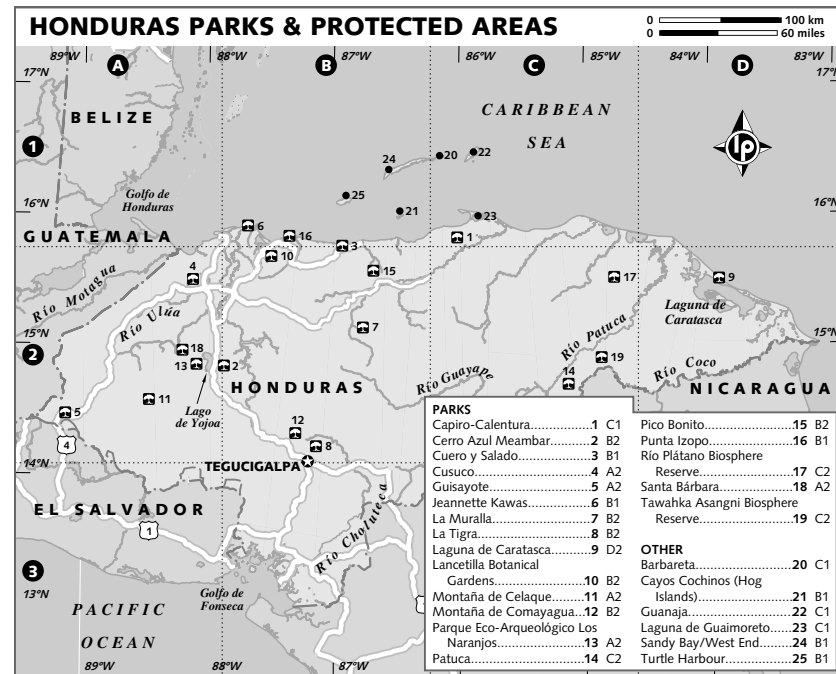 HONDURAS PARKS & PROTECTED AREAS
0 100 km
0 60 miles
89°W A 88°W B 87°W 86°W C 85°W 84°W D 83°W
17°N 17°N
CARIBBEAN
SEA
BELIZE
1
lp
20 22
24
25
21
Golfo de
Honduras
16°N 16°N
23
6 16
GUATEMALA
3 1
10
4 15 17 9
Río Motagua
Río Ulúa
Laguna de
Caratasca
Río Patuca
7
15°N 15°N
2
18
13 2
19
Río Coco
HONDURAS
Río Guayape
14
NICARAGUA
11
Lago
de Yojoa
5
12
8
4
TEGUCIGALPA
14°N
EL SALVADOR
1
Río Choluteca
3
13°N
Golfo de
Fonseca
PACIFIC
OCEAN
89°W 88°W 87°W
PARKS
Capiro-Calentura 1 C1
Cerro Azul Meambar 2 B2
Cuero y Salado 3 B1
Cusuco 4 A2
Guisayote 5 A2
Jeannette Kawas 6 B1
La Muralla 7 B2
La Tigra 8 B2
Laguna de Caratasca 9 D2
Lancetilla Botanical
Gardens 10 B2
Montaña de Celaque 11 A2
Montaña de Comayagua 12 B2
Parque Eco-Arqueológico Los
Naranjos 13 A2
Patuca 14 C2
Pico Bonito 15 B2
Punta Izopo 16 B1
Río Plátano Biosphere
Reserve 17 C2
Santa Bárbara 18 A2
Tawahka Asangni Biosphere
Reserve 19 C2
OTHER
Barbareta 20 C1
Cayos Cochinos (Hog
Islands) 21 B1
Guanaja 22 C1
Laguna de Guaimoreto 23 C1
Sandy Bay/West End 24 B1
Turtle Harbour 25 B1